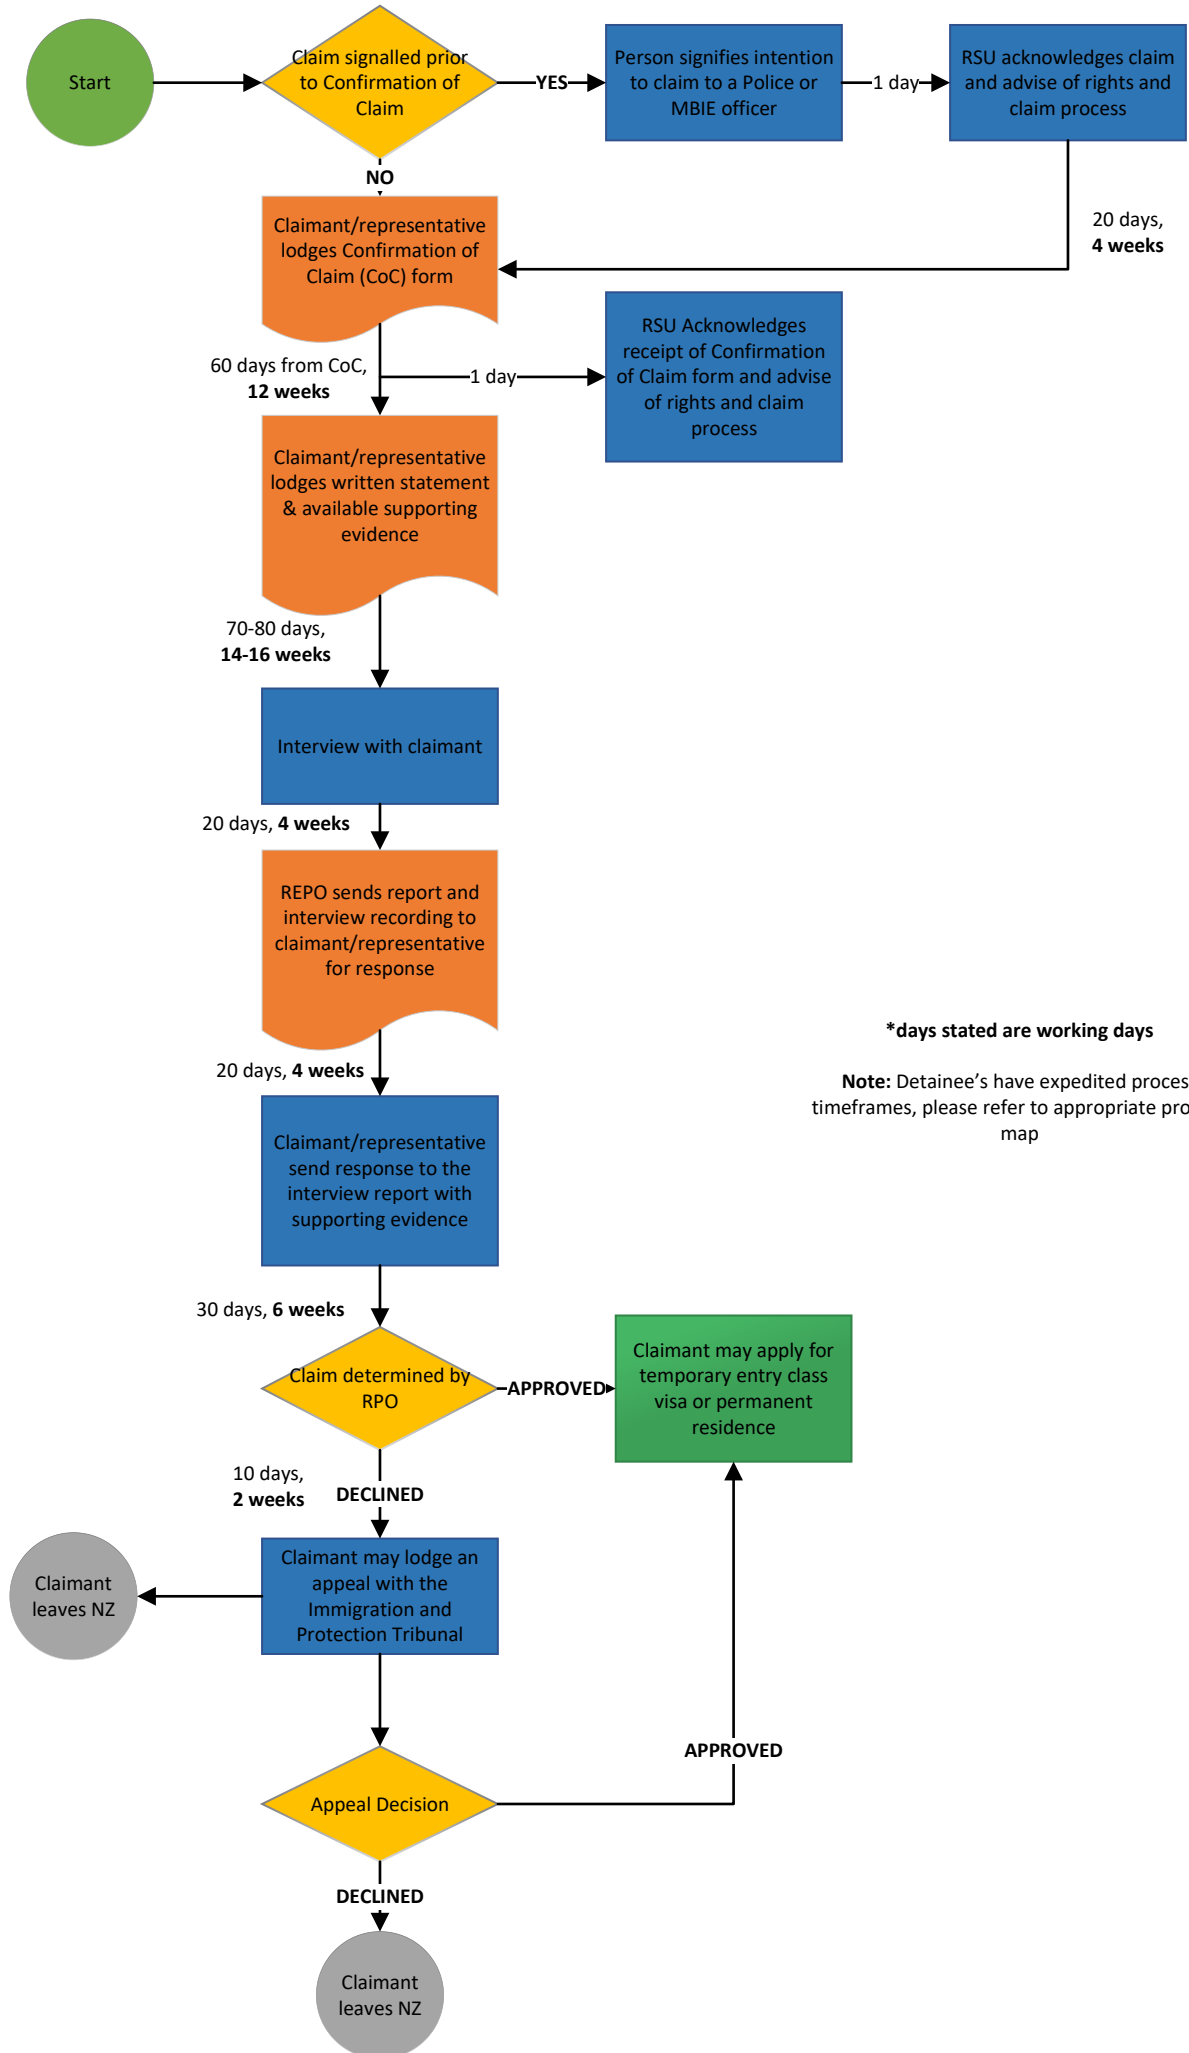 Start
Claim signalled prior
to Confirmation of
Claim
YES
Person signifies intention
to claim to a Police or
MBIE officer
1 day
RSU acknowledges claim
and advise of rights and
claim process
NO
20 days,
4 weeks
Claimant/representative
lodges Confirmation of
Claim (CoC) form
60 days from CoC,
12 weeks
1 day
RSU Acknowledges
receipt of Confirmation
of Claim form and advise
of rights and claim
process
Claimant/representative
lodges written statement
& available supporting
evidence
70-80 days,
14-16 weeks
Interview with claimant
20 days, 4 weeks
REPO sends report and
interview recording to
claimant/representative
for response
*days stated are working days
Note: Detainee's have expedited proces
timeframes, please refer to appropriate pro
map
20 days, 4 weeks
Claimant/representative
send response to the
interview report with
supporting evidence
30 days, 6 weeks
Claim determined by
RPO
APPROVED
Claimant may apply for
temporary entry class
visa or permanent
residence
10 days,
2 weeks
DECLINED
Claimant may lodge an
appeal with the
Immigration and
Protection Tribunal
Claimant
leaves NZ
APPROVED
Appeal Decision
DECLINED
Claimant
leaves NZ